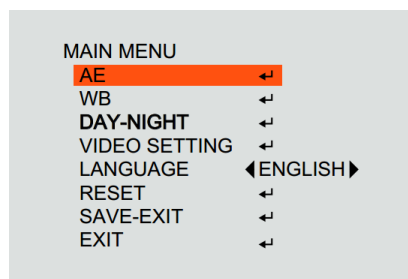 MAIN MENU
AE ↵
WB ↵
DAY-NIGHT ↵
VIDEO SETTING ↵
LANGUAGE ◀ENGLISH▶
RESET ↵
SAVE-EXIT ↵
EXIT ↵